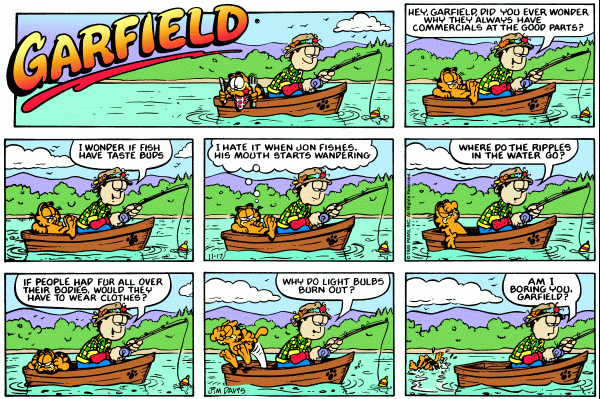 GARFIELD
HEY, GARFIELD, DID YOU EVER WONDER
WHY THEY ALWAYS HAVE
COMMERCIALS AT THE GOOD PARTS?
I WONDER IF FISH
HAVE TASTE BUDS
I HATE IT WHEN JON FISHES.
HIS MOUTH STARTS WANDERING
11-17
WHERE DO THE RIPPLES
IN THE WATER GO?
IF PEOPLE HAD FUR ALL OVER
THEIR BODIES, WOULD THEY
HAVE TO WEAR CLOTHES?
WHY DO LIGHT BULBS
BURN OUT?
JIM DAVIS
AM I
BORING YOU,
GARFIELD?